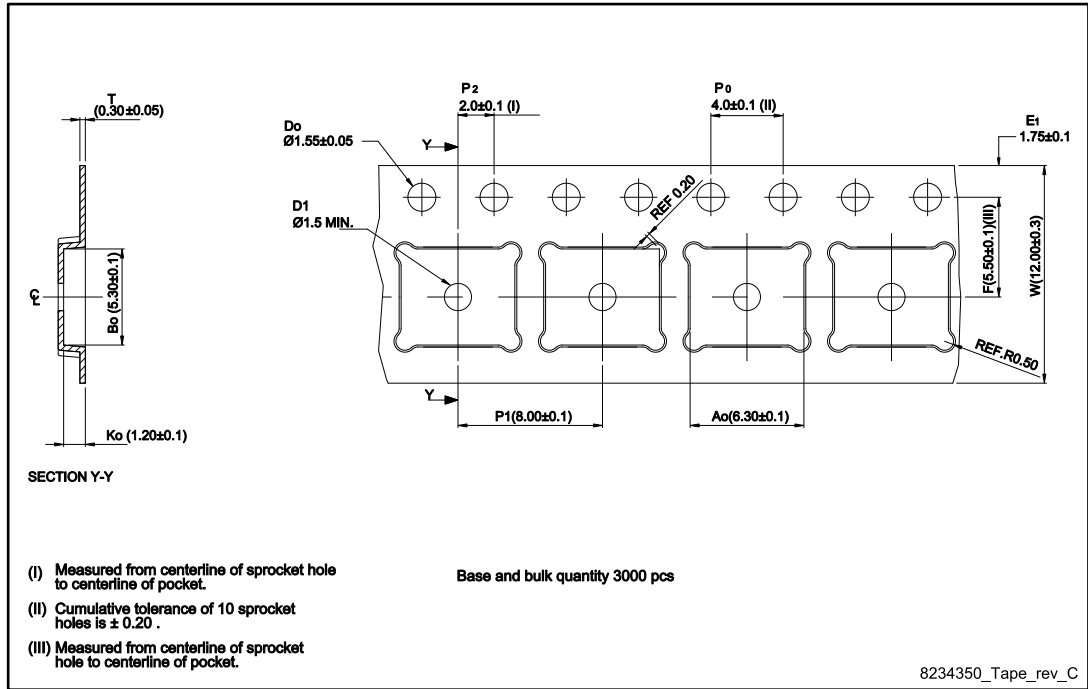 T
(0.30±0.05)
P2
2.0±0.1 (I)
P0
4.0±0.1 (II)
E1
1.75±0.1
Do
Ø1.55±0.05
Y
D1
Ø1.5 MIN.
REF 0.20
F(5.50±0.1)(III)
W(12.00±0.3)
℄
Bo (5.30±0.1)
REF.R0.50
Y
P1(8.00±0.1)
Ao(6.30±0.1)
Ko (1.20±0.1)
SECTION Y-Y
(I) Measured from centerline of sprocket hole
to centerline of pocket.
Base and bulk quantity 3000 pcs
(II) Cumulative tolerance of 10 sprocket
holes is ± 0.20 .
(III) Measured from centerline of sprocket
hole to centerline of pocket.
8234350_Tape_rev_C